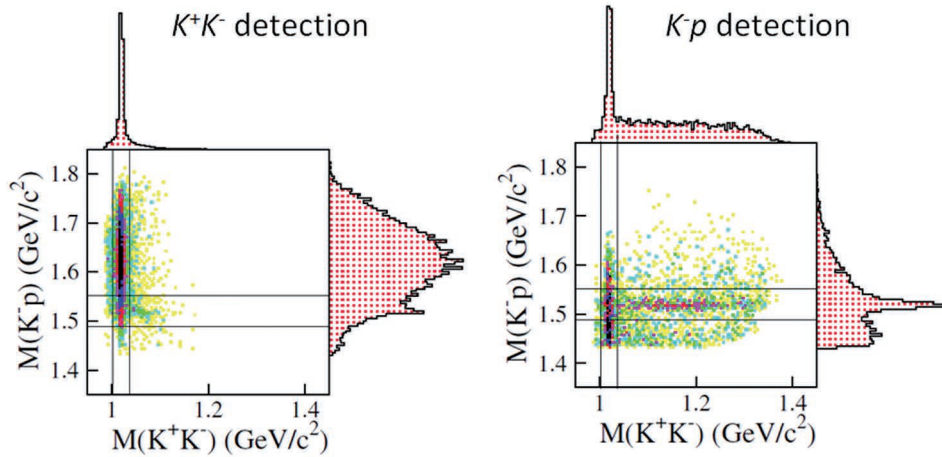 K⁺K⁻ detection
M(K⁻p) (GeV/c²)
1.8
1.7
1.6
1.5
1.4
1
1.2
1.4
M(K⁺K⁻) (GeV/c²)
K⁻p detection
M(K⁻p) (GeV/c²)
1.8
1.7
1.6
1.5
1.4
1
1.2
1.4
M(K⁺K⁻) (GeV/c²)